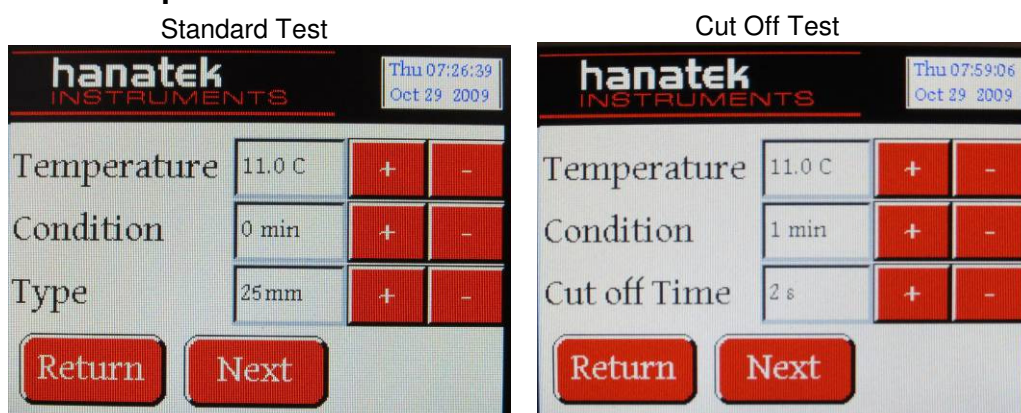 Standard Test
hanatek
INSTRUMENTS
Thu 07:26:39
Oct 29 2009
Temperature 11.0 C + -
Condition 0 min + -
Type 25mm + -
Return Next
Cut Off Test
hanatek
INSTRUMENTS
Thu 07:59:06
Oct 29 2009
Temperature 11.0 C + -
Condition 1 min + -
Cut off Time 2 s + -
Return Next